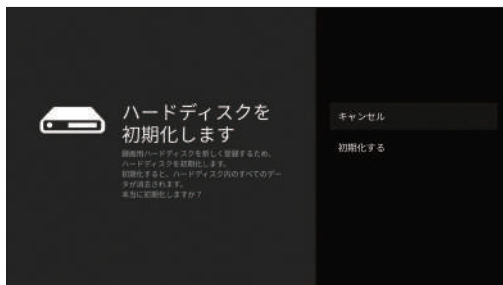 ハードディスクを
初期化します
録画用ハードディスクを新しく登録するため、
ハードディスクを初期化します。
初期化すると、ハードディスク内のすべてのデー
タが消去されます。
本当に初期化しますか？
キャンセル
初期化する